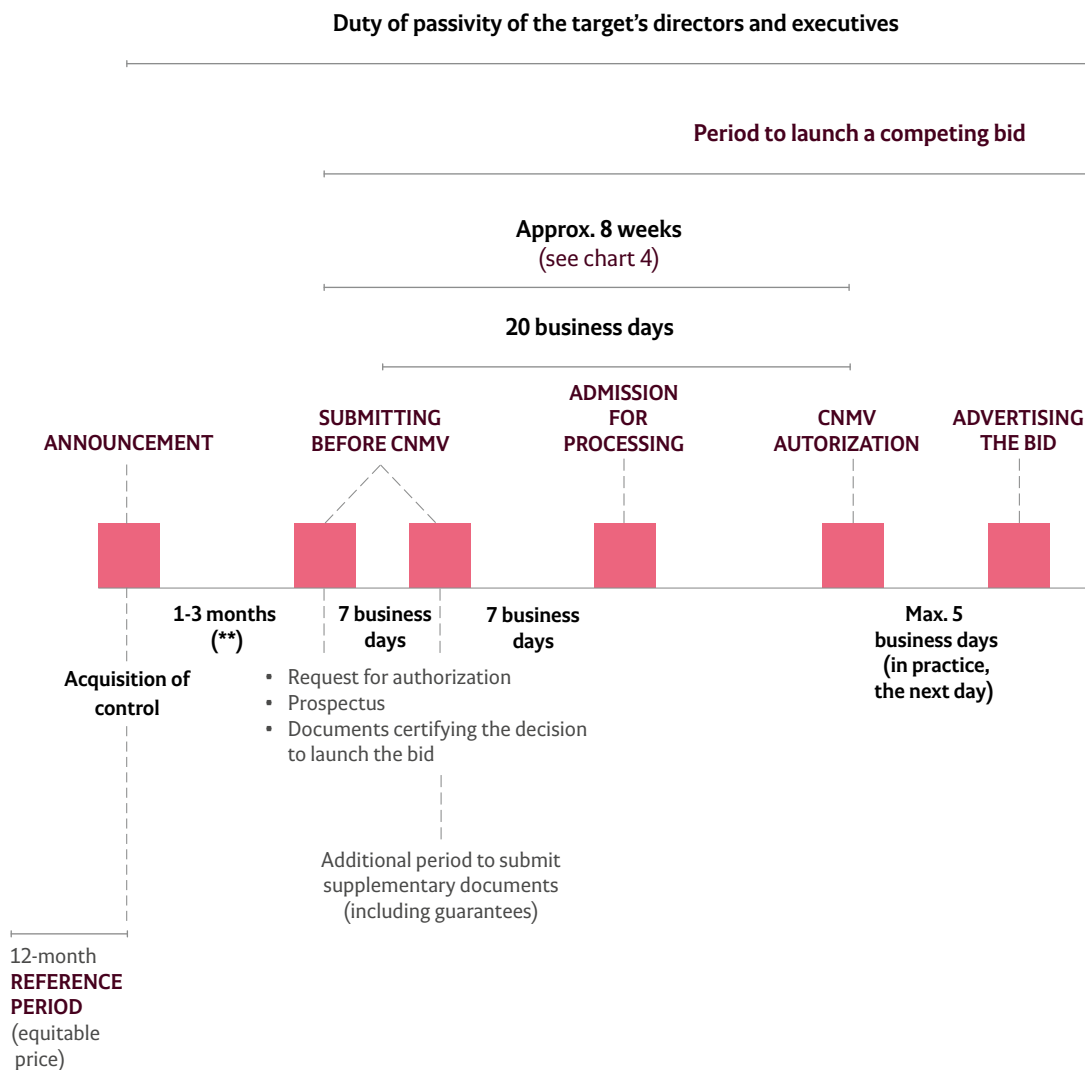 Duty of passivity of the target's directors and executives
Period to launch a competing bid
Approx. 8 weeks
(see chart 4)
20 business days
ANNOUNCEMENT
SUBMITTING
BEFORE CNMV
ADMISSION
FOR
PROCESSING
CNMV
AUTORIZATION
ADVERTISING
THE BID
1-3 months
(**)
7 business
days
7 business
days
Max. 5
business days
(in practice,
the next day)
Acquisition of
control
• Request for authorization
• Prospectus
• Documents certifying the decision
to launch the bid
Additional period to submit
supplementary documents
(including guarantees)
12-month
REFERENCE
PERIOD
(equitable
price)